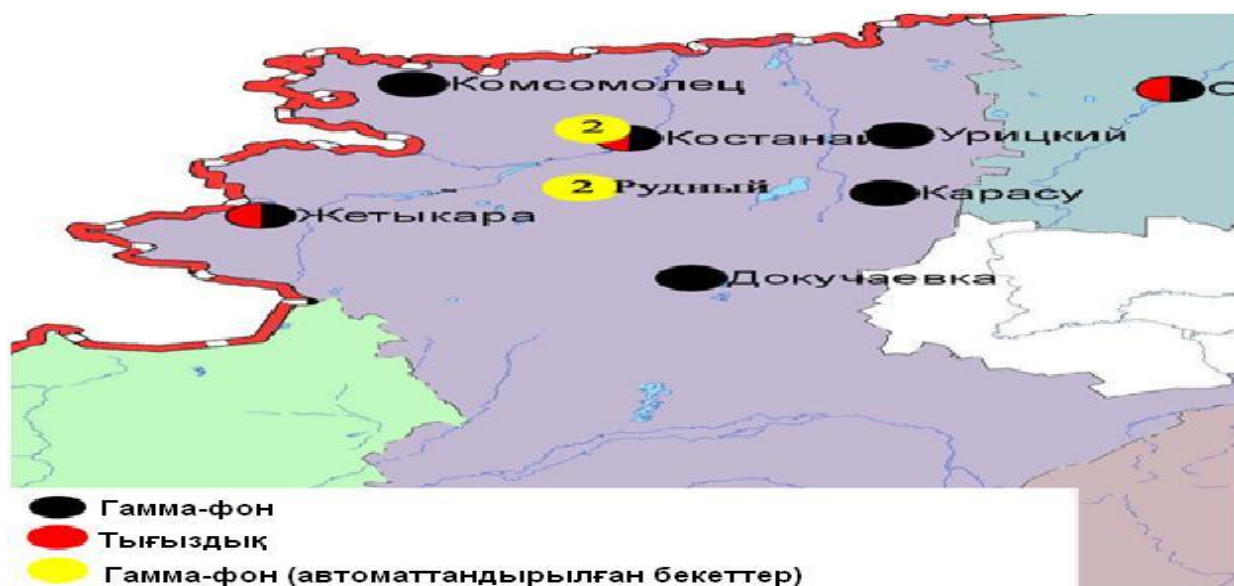 Комсомолец
2
Костанай
Урицкий
2 Рудный
Карасу
Жетыкара
Докучаевка
Гамма-фон
Тығыздық
Гамма-фон (автоматтандырылған бекеттер)